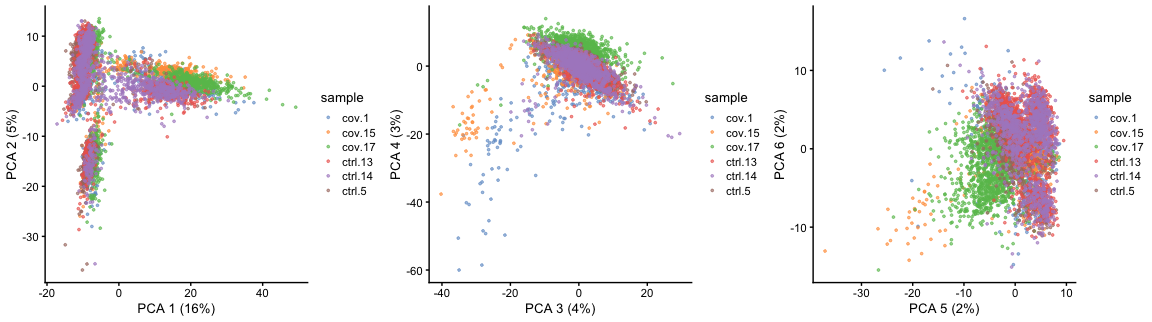 10
0
-10
-20
-30
PCA 2 (5%)
-20
0
20
40
PCA 1 (16%)
sample
cov.1
cov.15
cov.17
ctrl.13
ctrl.14
ctrl.5
0
-20
-40
-60
PCA 4 (3%)
-40
-20
0
20
PCA 3 (4%)
sample
cov.1
cov.15
cov.17
ctrl.13
ctrl.14
ctrl.5
10
0
-10
PCA 6 (2%)
-30
-20
-10
0
10
PCA 5 (2%)
sample
cov.1
cov.15
cov.17
ctrl.13
ctrl.14
ctrl.5